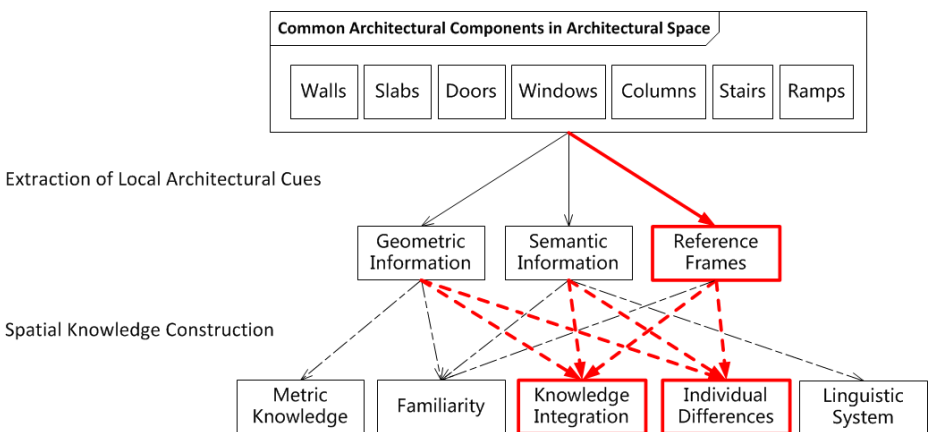 Common Architectural Components in Architectural Space
Walls
Slabs
Doors
Windows
Columns
Stairs
Ramps
Extraction of Local Architectural Cues
Geometric
Information
Semantic
Information
Reference
Frames
Spatial Knowledge Construction
Metric
Knowledge
Familiarity
Knowledge
Integration
Individual
Differences
Linguistic
System